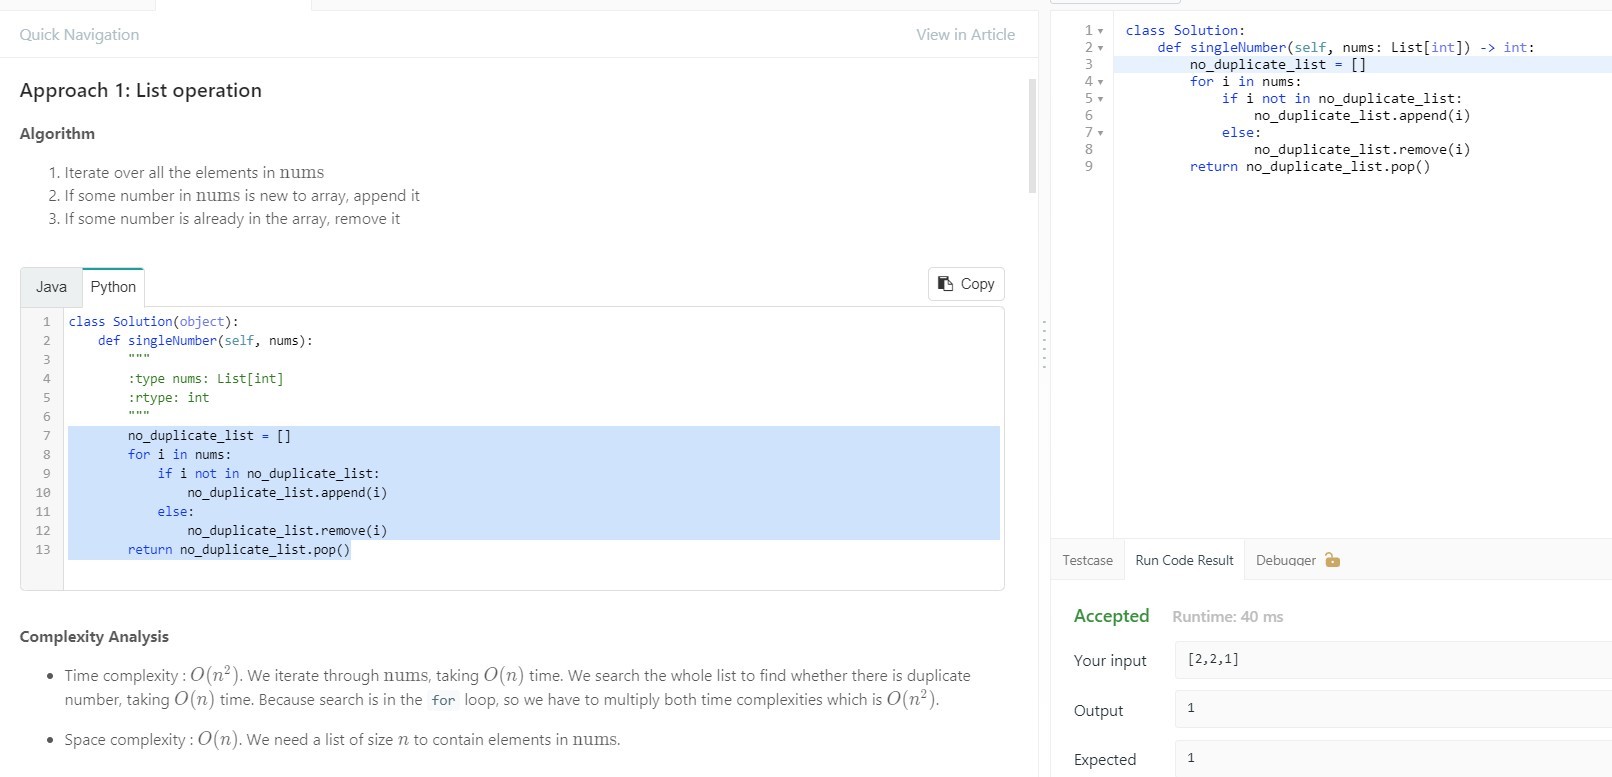 Quick Navigation
View in Article
Approach 1: List operation
Algorithm
1. Iterate over all the elements in nums
2. If some number in nums is new to array, append it
3. If some number is already in the array, remove it
Java
Python
Copy
1 class Solution(object):
2     def singleNumber(self, nums):
3         """
4         :type nums: List[int]
5         :rtype: int
6         """
7         no_duplicate_list = []
8         for i in nums:
9             if i not in no_duplicate_list:
10                 no_duplicate_list.append(i)
11             else:
12                 no_duplicate_list.remove(i)
13         return no_duplicate_list.pop()
Complexity Analysis
• Time complexity : O(n²). We iterate through nums, taking O(n) time. We search the whole list to find whether there is duplicate
number, taking O(n) time. Because search is in the for loop, so we have to multiply both time complexities which is O(n²).
• Space complexity : O(n). We need a list of size n to contain elements in nums.
1 class Solution:
2     def singleNumber(self, nums: List[int]) -> int:
3         no_duplicate_list = []
4         for i in nums:
5             if i not in no_duplicate_list:
6                 no_duplicate_list.append(i)
7             else:
8                 no_duplicate_list.remove(i)
9         return no_duplicate_list.pop()
Testcase
Run Code Result
Debugger
Accepted
Runtime: 40 ms
Your input
[2,2,1]
Output
1
Expected
1